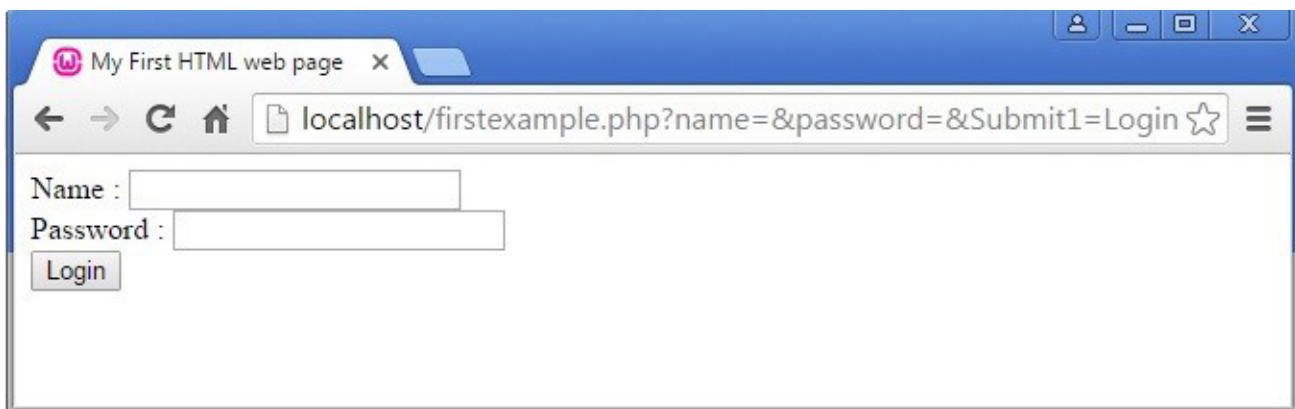 My First HTML web page
localhost/firstexample.php?name=&password=&Submit1=Login
Name :
Password :
Login